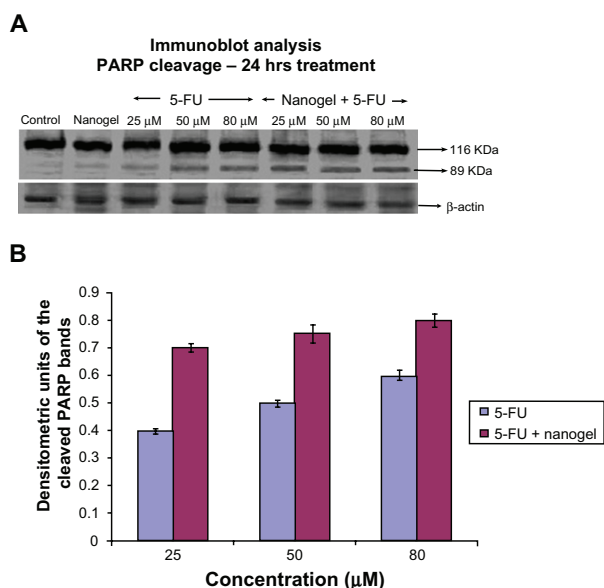 A
Immunoblot analysis
PARP cleavage – 24 hrs treatment
5-FU Nanogel + 5-FU
Control Nanogel 25 µM 50 µM 80 µM 25 µM 50 µM 80 µM
116 KDa
89 KDa
β-actin
B
Densitometric units of the
cleaved PARP bands
0.9
0.8
0.7
0.6
0.5
0.4
0.3
0.2
0.1
0
25 50 80
Concentration (µM)
5-FU
5-FU + nanogel